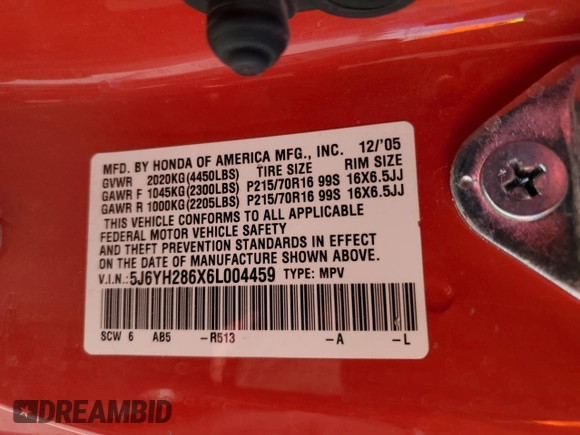 MFD. BY HONDA OF AMERICA MFG., INC. 12/'05
GVWR 2020KG(4450LBS) TIRE SIZE RIM SIZE
GAWR F 1045KG(2300LBS) P215/70R16 99S 16X6.5JJ
GAWR R 1000KG(2205LBS) P215/70R16 99S 16X6.5JJ
THIS VEHICLE CONFORMS TO ALL APPLICABLE
FEDERAL MOTOR VEHICLE SAFETY
AND THEFT PREVENTION STANDARDS IN EFFECT
ON THE DATE OF MANUFACTURE SHOWN ABOVE.
V.I.N.: 5J6YH286X6L004459 TYPE: MPV
SCW 6 AB5 -R513 -A -L
DREAMBID